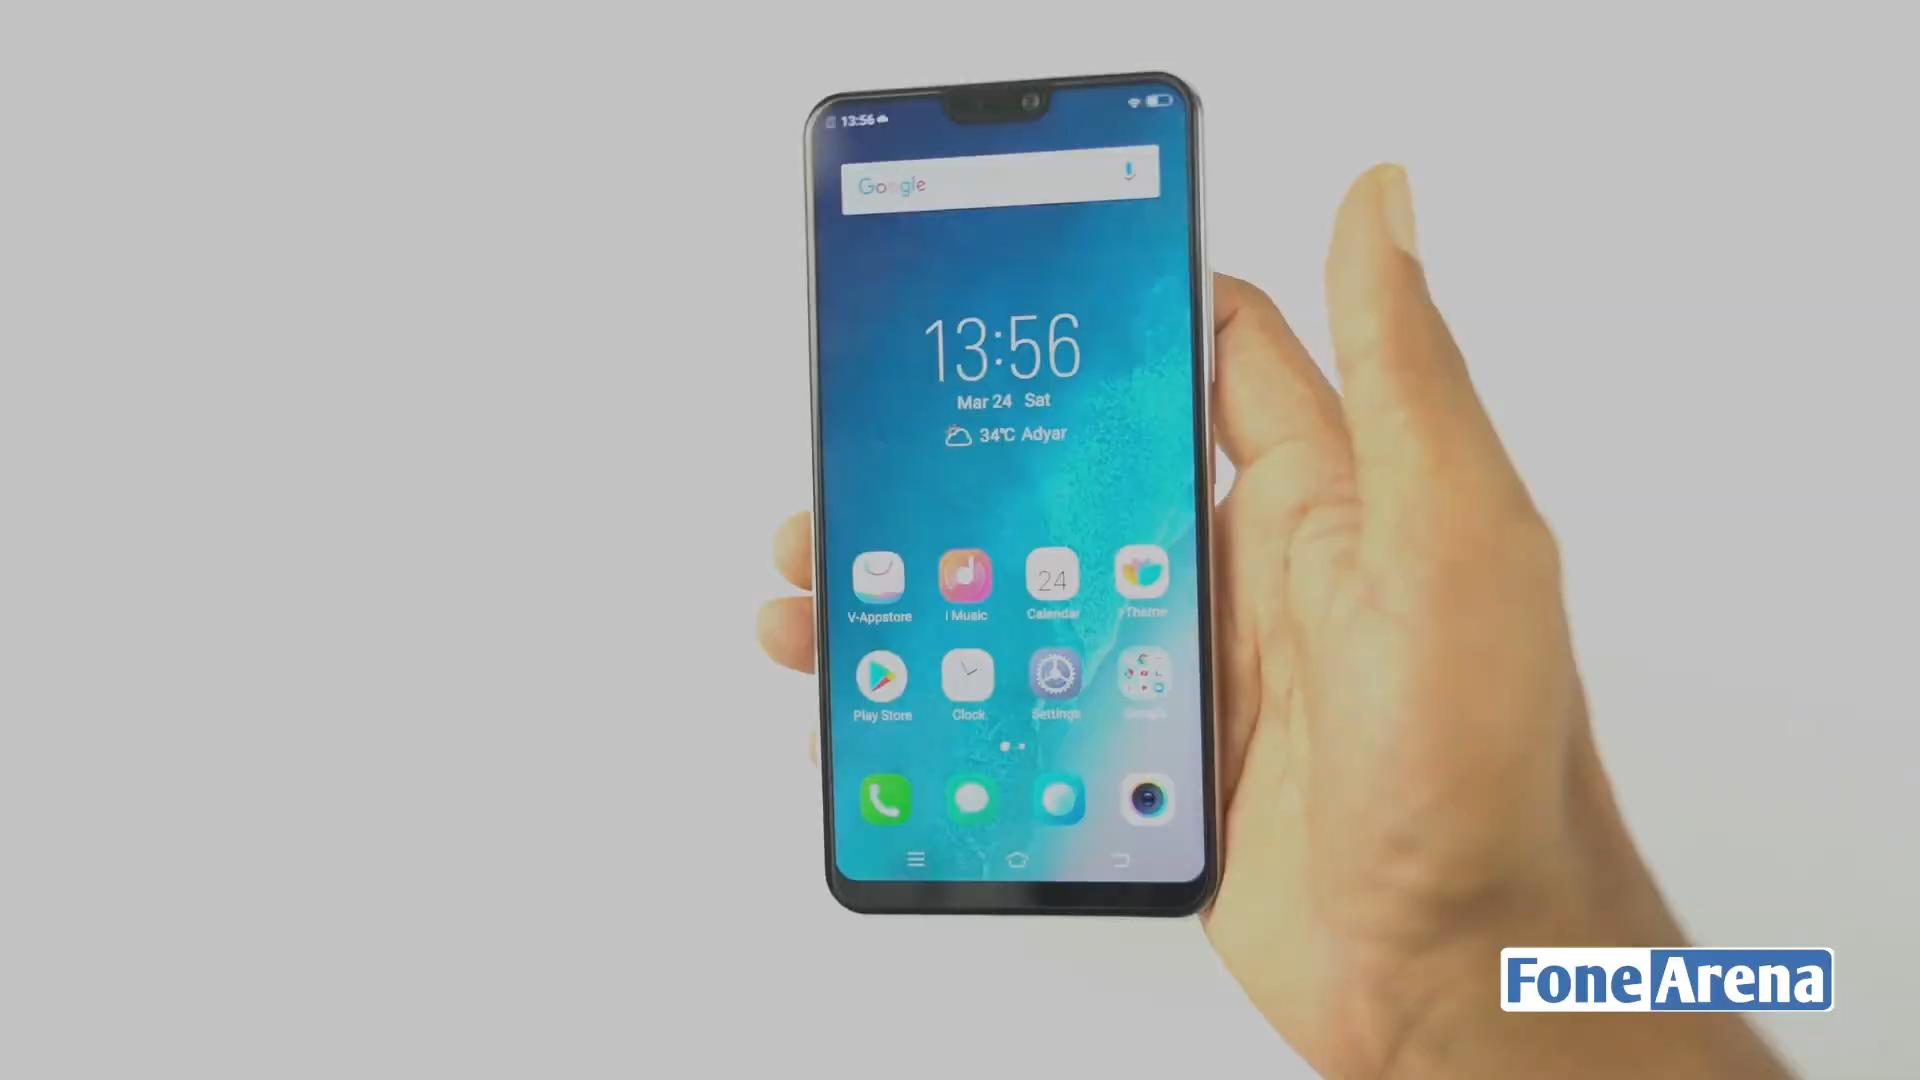 13:56
Google
13:56
Mar 24 Sat
34℃ Adyar
24
V-Appstore
i Music
Calendar
i Theme
Play Store
Clock
Settings
Google
FoneArena